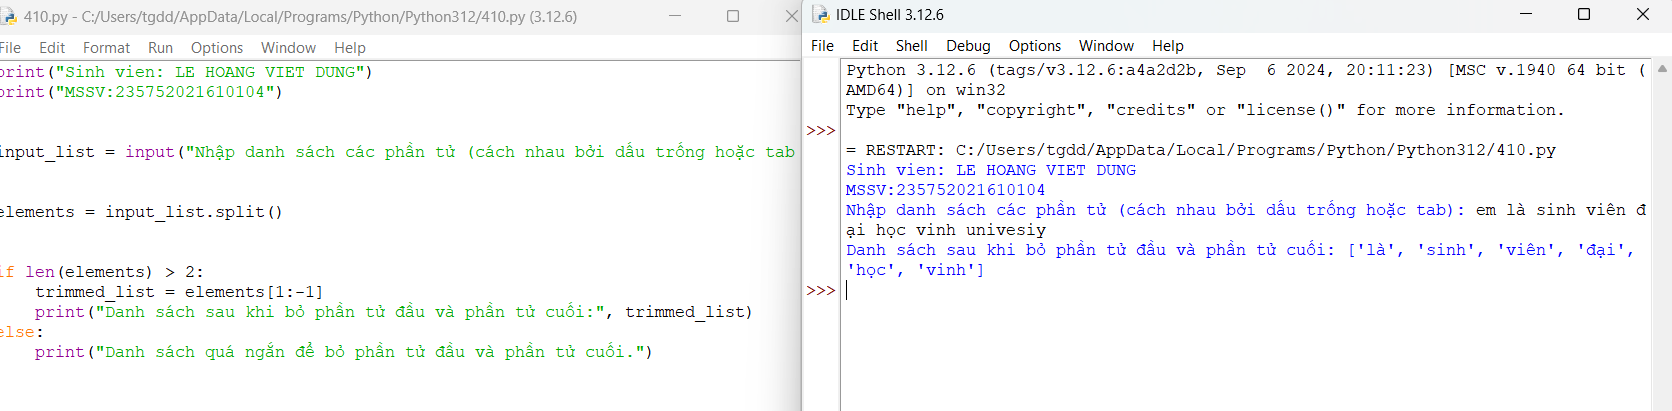 410.py - C:/Users/tgdd/AppData/Local/Programs/Python/Python312/410.py (3.12.6)
File Edit Format Run Options Window Help
print("Sinh vien: LE HOANG VIET DUNG")
print("MSSV:235752021610104")
input_list = input("Nhập danh sách các phần tử (cách nhau bởi dấu trống hoặc tab
elements = input_list.split()
if len(elements) > 2:
    trimmed_list = elements[1:-1]
    print("Danh sách sau khi bỏ phần tử đầu và phần tử cuối:", trimmed_list)
else:
    print("Danh sách quá ngắn để bỏ phần tử đầu và phần tử cuối.")
IDLE Shell 3.12.6
File Edit Shell Debug Options Window Help
Python 3.12.6 (tags/v3.12.6:a4a2d2b, Sep  6 2024, 20:11:23) [MSC v.1940 64 bit (
AMD64)] on win32
Type "help", "copyright", "credits" or "license()" for more information.
>>>
= RESTART: C:/Users/tgdd/AppData/Local/Programs/Python/Python312/410.py
Sinh vien: LE HOANG VIET DUNG
MSSV:235752021610104
Nhập danh sách các phần tử (cách nhau bởi dấu trống hoặc tab): em là sinh viên đ
ại học vinh univesiy
Danh sách sau khi bỏ phần tử đầu và phần tử cuối: ['là', 'sinh', 'viên', 'đại',
'học', 'vinh']
>>>